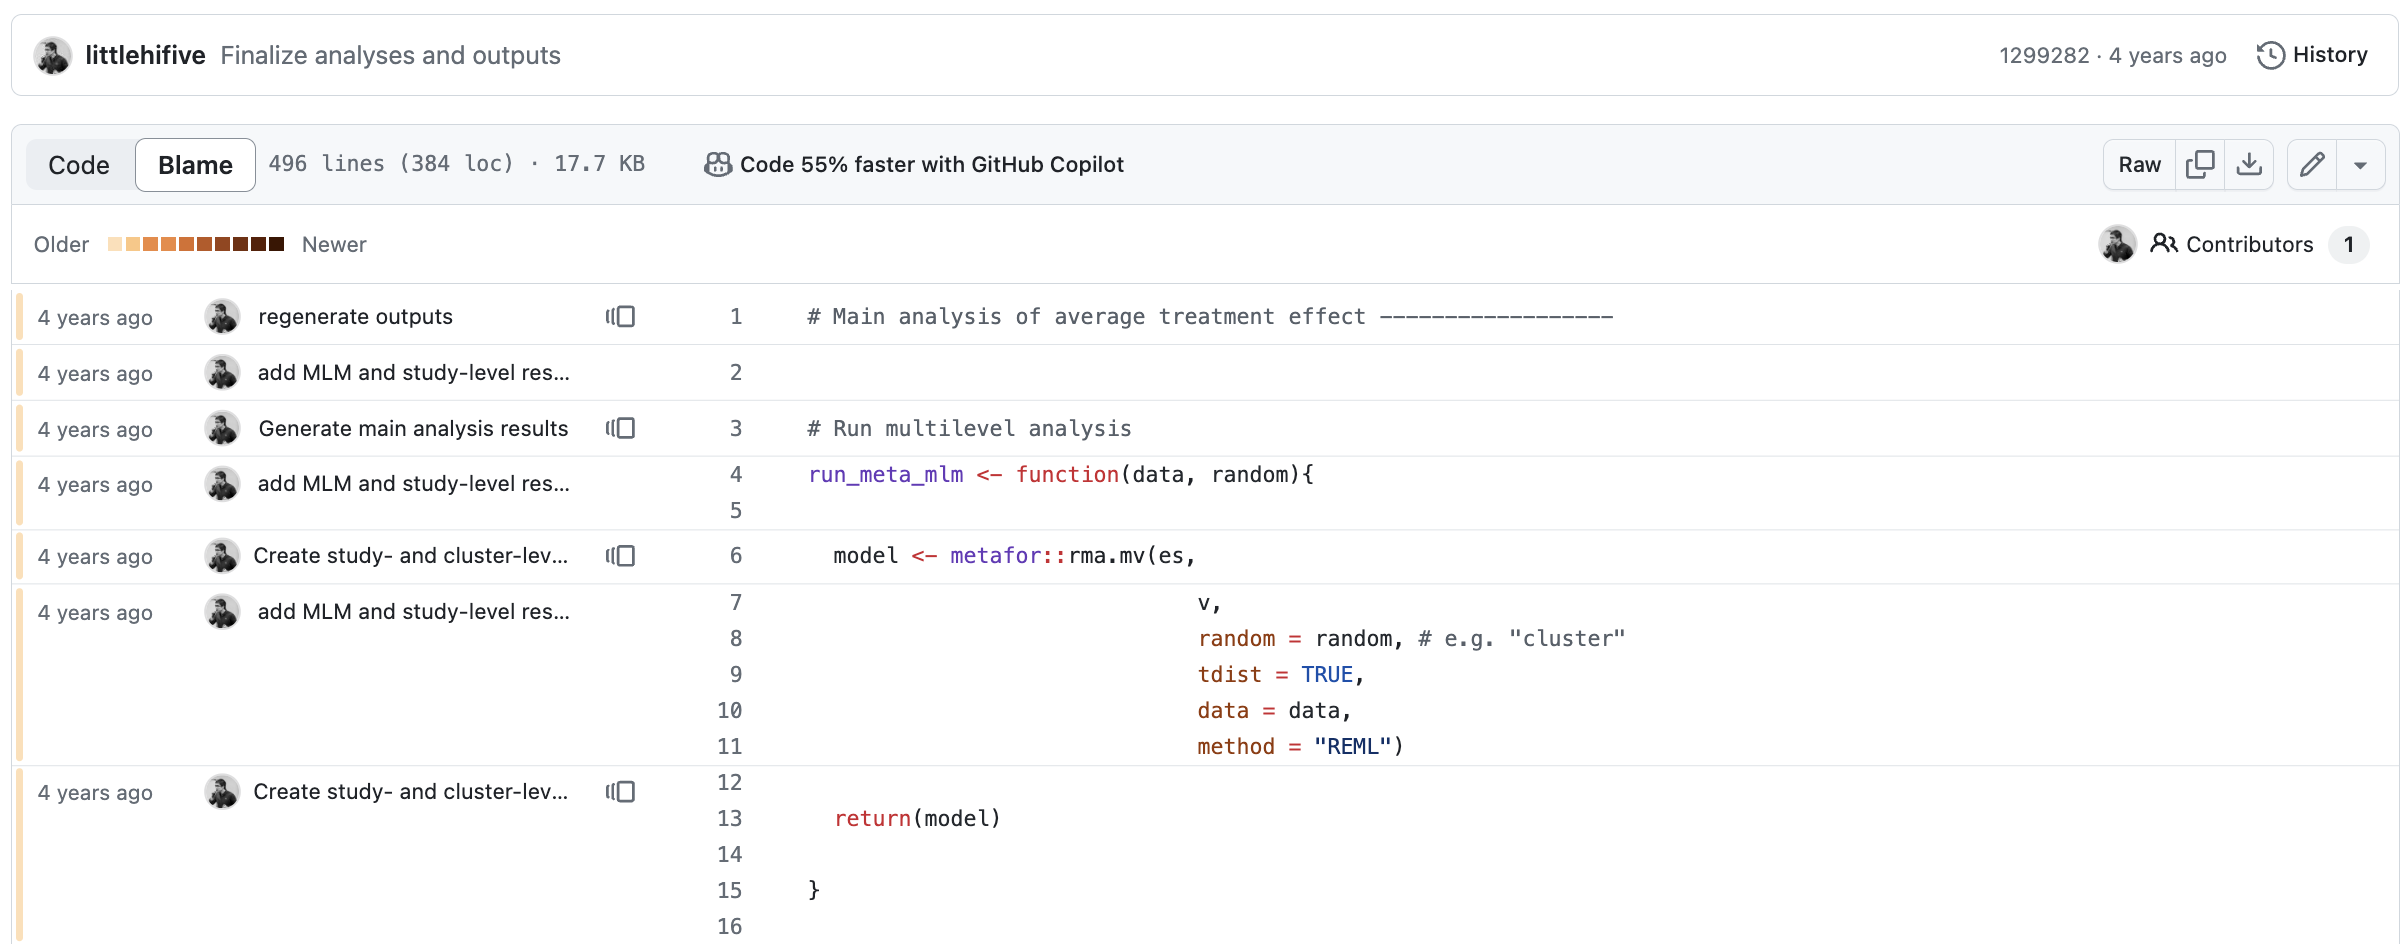 littlehifive Finalize analyses and outputs 1299282 · 4 years ago History
Code Blame 496 lines (384 loc) · 17.7 KB Code 55% faster with GitHub Copilot Raw
Older Newer Contributors 1
4 years ago regenerate outputs 1 # Main analysis of average treatment effect ------------------
4 years ago add MLM and study-level res... 2
4 years ago Generate main analysis results 3 # Run multilevel analysis
4 years ago add MLM and study-level res... 4 run_meta_mlm <- function(data, random){
5
4 years ago Create study- and cluster-lev... 6 model <- metafor::rma.mv(es,
4 years ago add MLM and study-level res... 7 v,
8 random = random, # e.g. "cluster"
9 tdist = TRUE,
10 data = data,
11 method = "REML")
4 years ago Create study- and cluster-lev... 12
13 return(model)
14
15 }
16